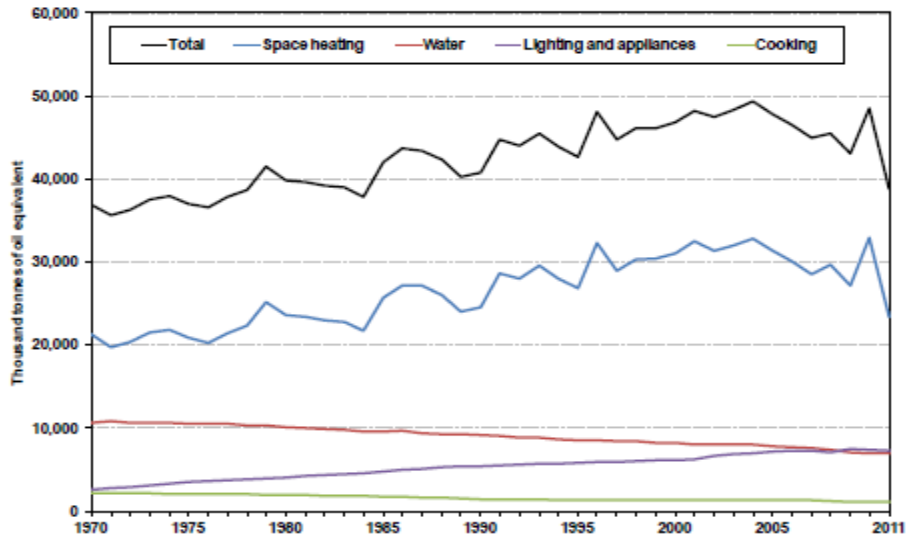 60,000
Total Space heating Water Lighting and appliances Cooking
50,000
40,000
30,000
20,000
10,000
0
Thousand tonnes of oil equivalent
1970 1975 1980 1985 1990 1995 2000 2005 2011